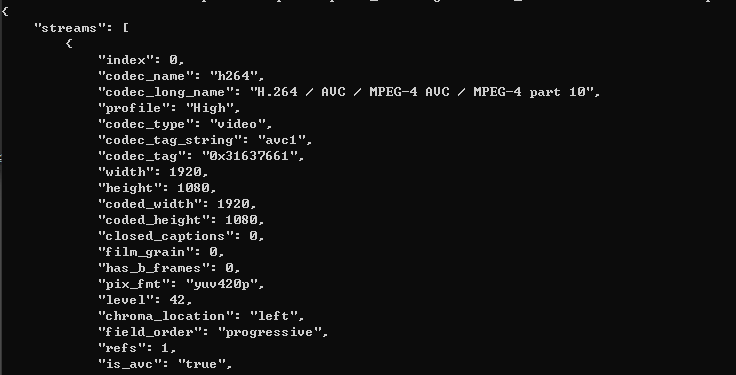 {
"streams": [
{
"index": 0,
"codec_name": "h264",
"codec_long_name": "H.264 / AVC / MPEG-4 AVC / MPEG-4 part 10",
"profile": "High",
"codec_type": "video",
"codec_tag_string": "avc1",
"codec_tag": "0x31637661",
"width": 1920,
"height": 1080,
"coded_width": 1920,
"coded_height": 1080,
"closed_captions": 0,
"film_grain": 0,
"has_b_frames": 0,
"pix_fmt": "yuv420p",
"level": 42,
"chroma_location": "left",
"field_order": "progressive",
"refs": 1,
"is_avc": "true",